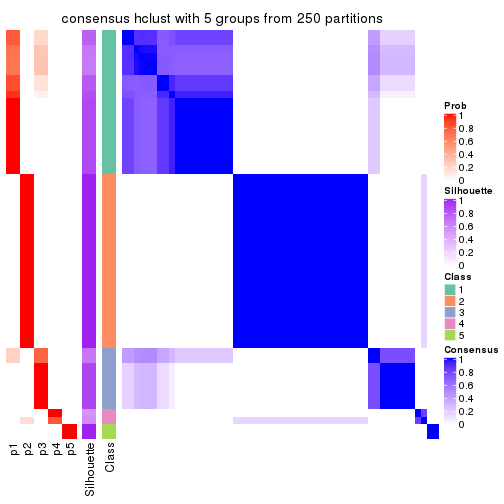 consensus hclust with 5 groups from 250 partitions
Prob
1
0.8
0.6
0.4
0.2
0
Silhouette
1
0.8
0.6
0.4
0.2
0
Class
1
2
3
4
5
Consensus
1
0.8
0.6
0.4
0.2
0
p1
p2
p3
p4
p5
Silhouette
Class